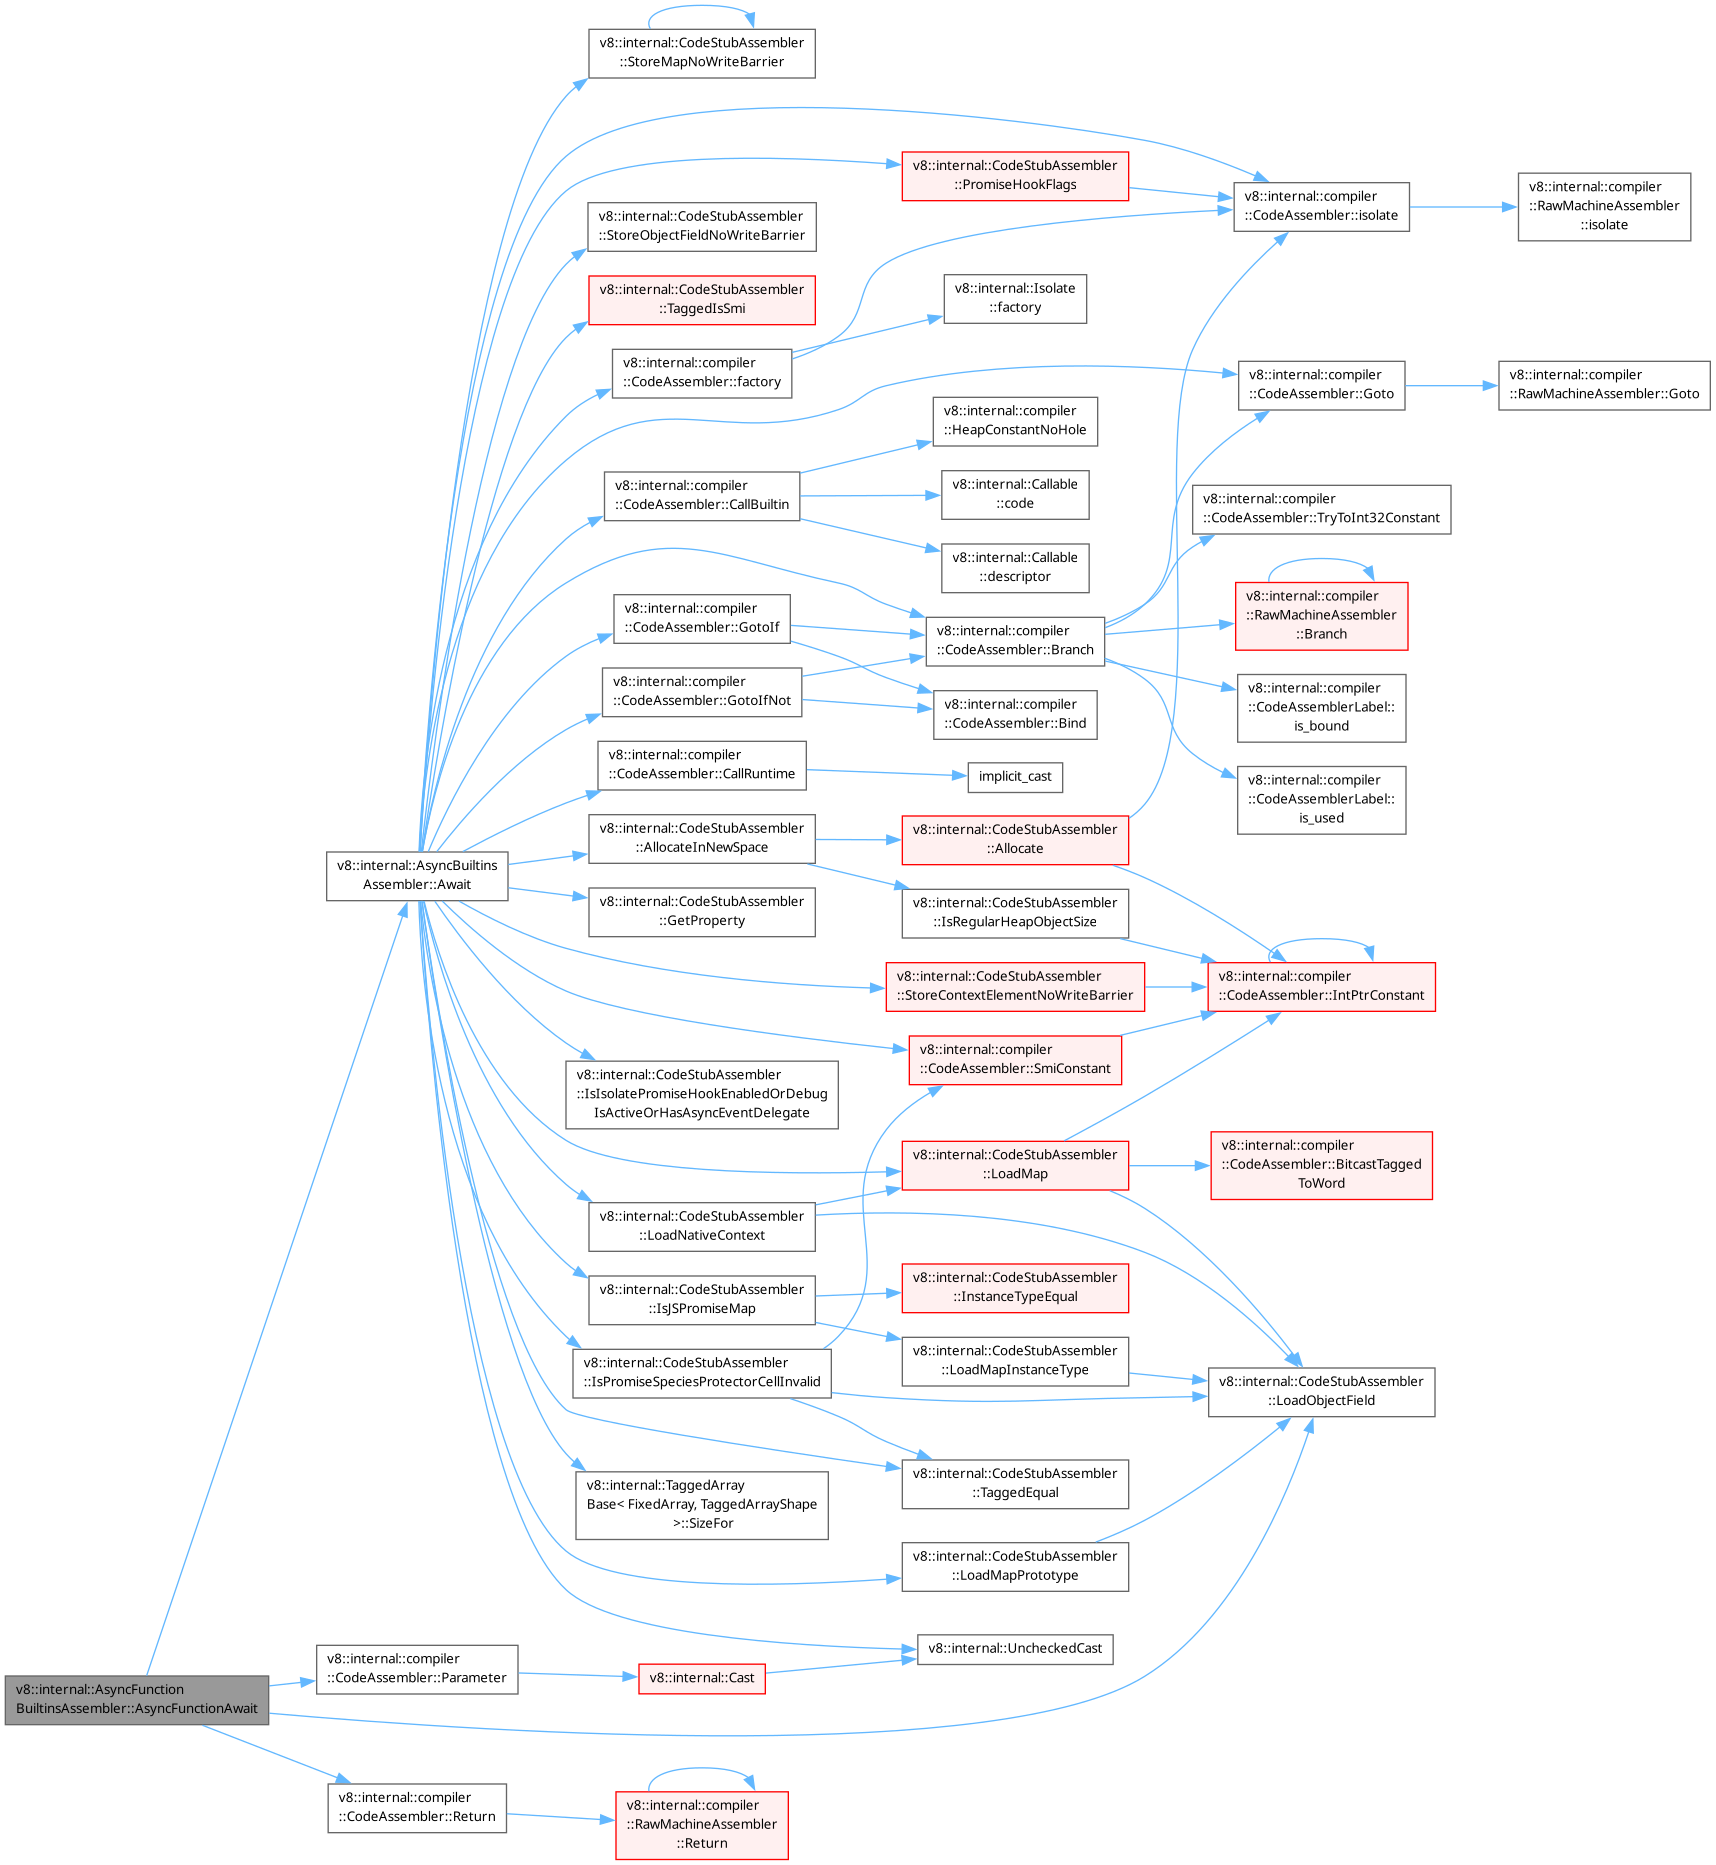 v8::internal::CodeStubAssembler
::StoreMapNoWriteBarrier
v8::internal::CodeStubAssembler
::PromiseHookFlags
v8::internal::compiler
::CodeAssembler::isolate
v8::internal::compiler
::RawMachineAssembler
::isolate
v8::internal::CodeStubAssembler
::StoreObjectFieldNoWriteBarrier
v8::internal::CodeStubAssembler
::TaggedIsSmi
v8::internal::Isolate
::factory
v8::internal::compiler
::CodeAssembler::factory
v8::internal::compiler
::CodeAssembler::Goto
v8::internal::compiler
::RawMachineAssembler::Goto
v8::internal::compiler
::HeapConstantNoHole
v8::internal::compiler
::CodeAssembler::CallBuiltin
v8::internal::Callable
::code
v8::internal::compiler
::CodeAssembler::TryToInt32Constant
v8::internal::Callable
::descriptor
v8::internal::compiler
::RawMachineAssembler
::Branch
v8::internal::compiler
::CodeAssembler::GotoIf
v8::internal::compiler
::CodeAssembler::Branch
v8::internal::compiler
::CodeAssembler::GotoIfNot
v8::internal::compiler
::CodeAssemblerLabel::
is_bound
v8::internal::compiler
::CodeAssembler::Bind
v8::internal::compiler
::CodeAssembler::CallRuntime
implicit_cast
v8::internal::compiler
::CodeAssemblerLabel::
is_used
v8::internal::CodeStubAssembler
::AllocateInNewSpace
v8::internal::CodeStubAssembler
::Allocate
v8::internal::AsyncBuiltins
Assembler::Await
v8::internal::CodeStubAssembler
::GetProperty
v8::internal::CodeStubAssembler
::IsRegularHeapObjectSize
v8::internal::CodeStubAssembler
::StoreContextElementNoWriteBarrier
v8::internal::compiler
::CodeAssembler::IntPtrConstant
v8::internal::compiler
::CodeAssembler::SmiConstant
v8::internal::CodeStubAssembler
::IsIsolatePromiseHookEnabledOrDebug
IsActiveOrHasAsyncEventDelegate
v8::internal::CodeStubAssembler
::LoadMap
v8::internal::compiler
::CodeAssembler::BitcastTagged
ToWord
v8::internal::CodeStubAssembler
::LoadNativeContext
v8::internal::CodeStubAssembler
::IsJSPromiseMap
v8::internal::CodeStubAssembler
::InstanceTypeEqual
v8::internal::CodeStubAssembler
::IsPromiseSpeciesProtectorCellInvalid
v8::internal::CodeStubAssembler
::LoadMapInstanceType
v8::internal::CodeStubAssembler
::LoadObjectField
v8::internal::TaggedArray
Base< FixedArray, TaggedArrayShape
>::SizeFor
v8::internal::CodeStubAssembler
::TaggedEqual
v8::internal::CodeStubAssembler
::LoadMapPrototype
v8::internal::UncheckedCast
v8::internal::compiler
::CodeAssembler::Parameter
v8::internal::Cast
v8::internal::AsyncFunction
BuiltinsAssembler::AsyncFunctionAwait
v8::internal::compiler
::CodeAssembler::Return
v8::internal::compiler
::RawMachineAssembler
::Return